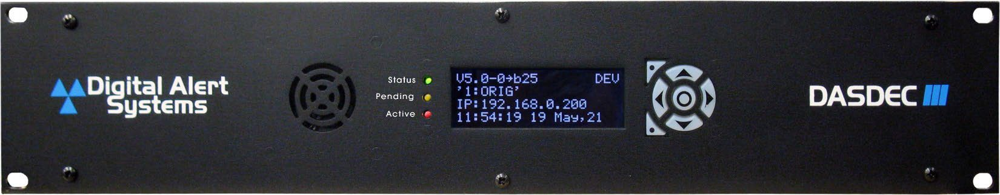 Digital Alert
Systems
Status
Pending
Active
V5.0-0→b25 DEV
'1:ORIG'
IP:192.168.0.200
11:54:19 19 May,21
DASDEC III